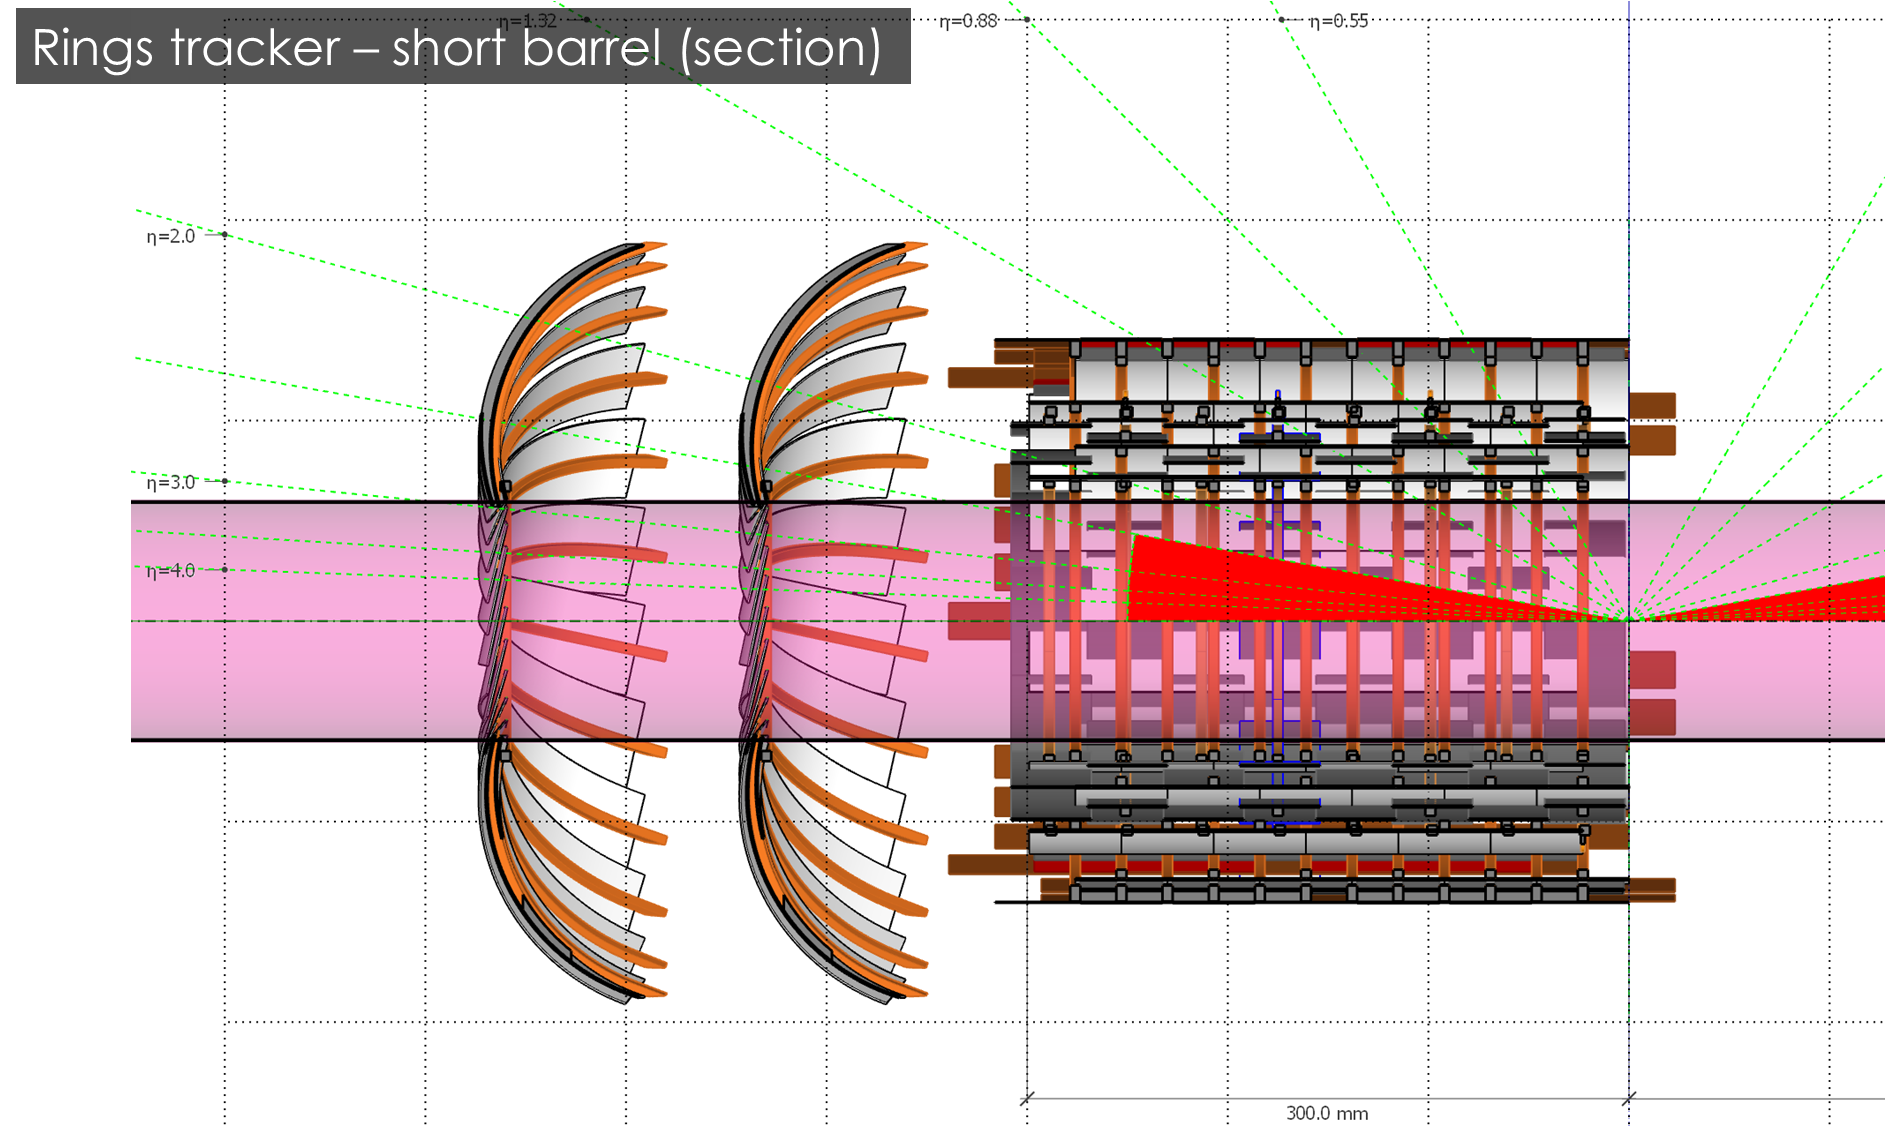 η=1.32
η=0.88
η=0.55
Rings tracker – short barrel (section)
η=2.0
η=3.0
η=4.0
300.0 mm